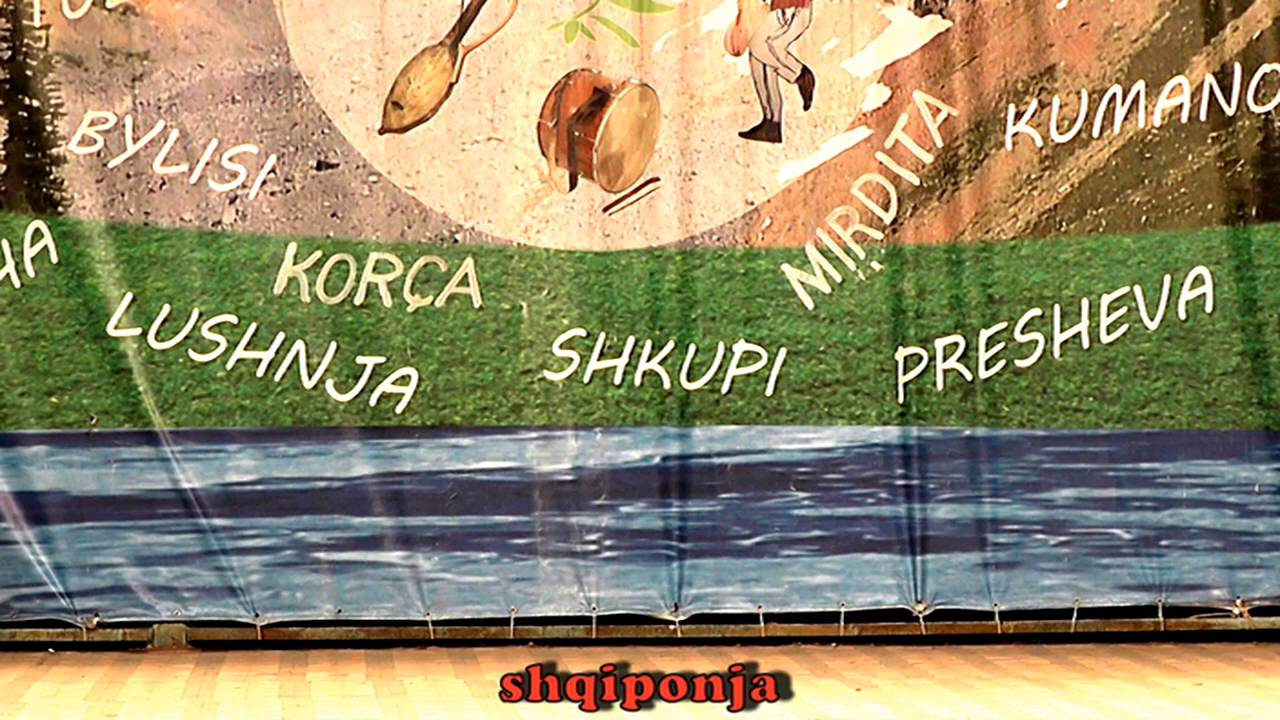 BYLISI
KUMANO
MIRDITA
HA
KORÇA
LUSHNJA
SHKUPI
PRESHEVA
shqiponja